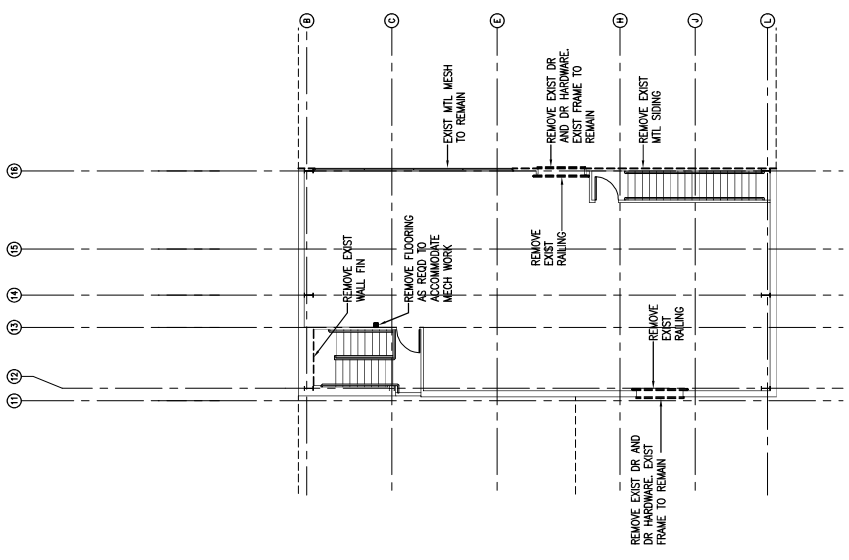 B
C
E
H
J
L
16
15
14
13
12
11
EXIST MTL MESH
TO REMAIN
REMOVE EXIST DR
AND DR HARDWARE.
EXIST FRAME TO
REMAIN
REMOVE EXIST
MTL SIDING
REMOVE EXIST
WALL FIN
REMOVE FLOORING
AS REQD TO
ACCOMMODATE
MECH WORK
REMOVE
EXIST
RAILING
REMOVE
EXIST
RAILING
REMOVE EXIST DR AND
DR HARDWARE. EXIST
FRAME TO REMAIN